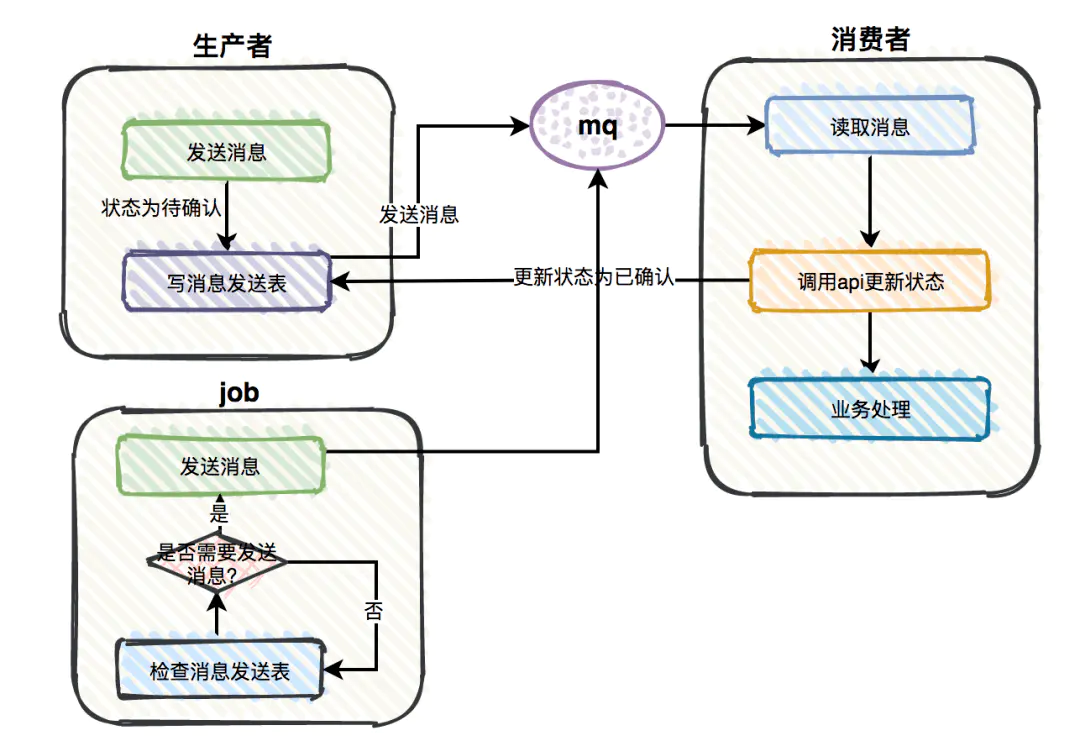 生产者
发送消息
状态为待确认
写消息发送表
发送消息
mq
消费者
读取消息
更新状态为已确认
调用api更新状态
业务处理
job
发送消息
是
是否需要发送
消息?
否
检查消息发送表